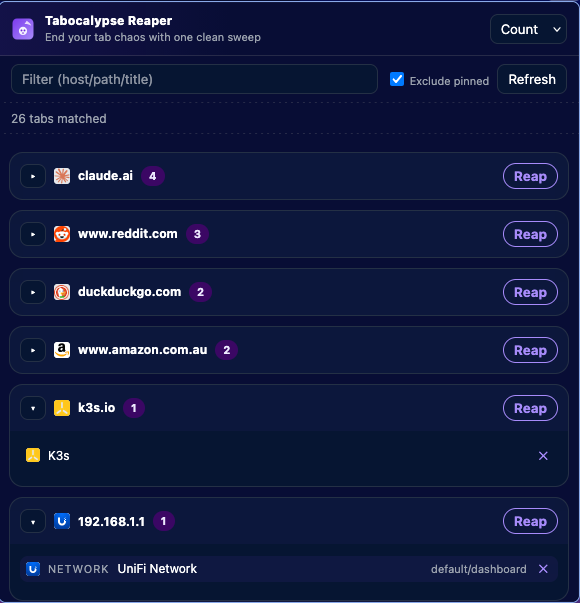 Tabocalypse Reaper
End your tab chaos with one clean sweep
Count
Filter (host/path/title)
Exclude pinned
Refresh
26 tabs matched
claude.ai 4 Reap
www.reddit.com 3 Reap
duckduckgo.com 2 Reap
www.amazon.com.au 2 Reap
k3s.io 1 Reap
K3s
192.168.1.1 1 Reap
NETWORK UniFi Network default/dashboard